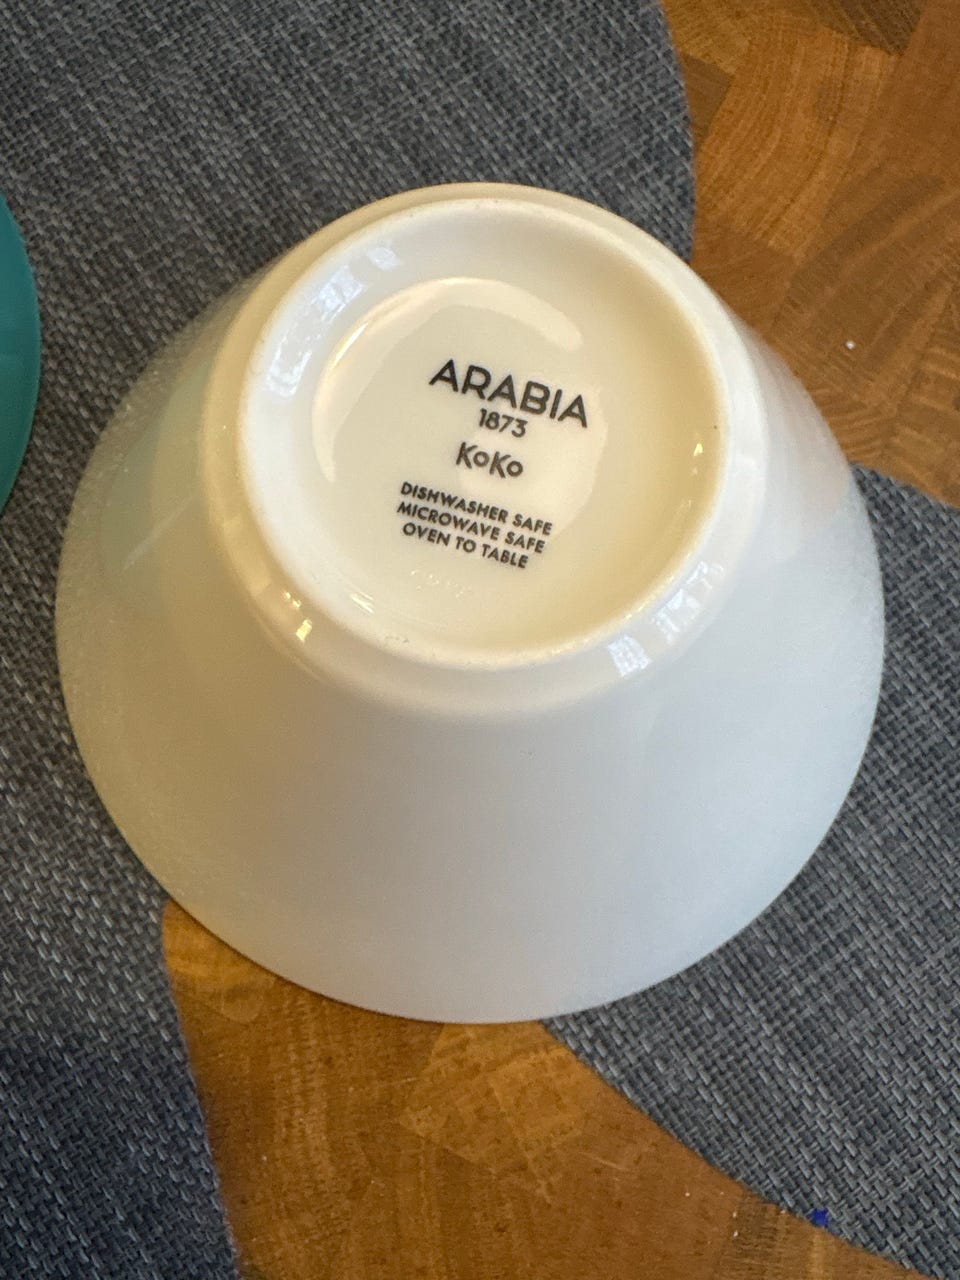 ARABIA
1873
KoKo
DISHWASHER SAFE
MICROWAVE SAFE
OVEN TO TABLE